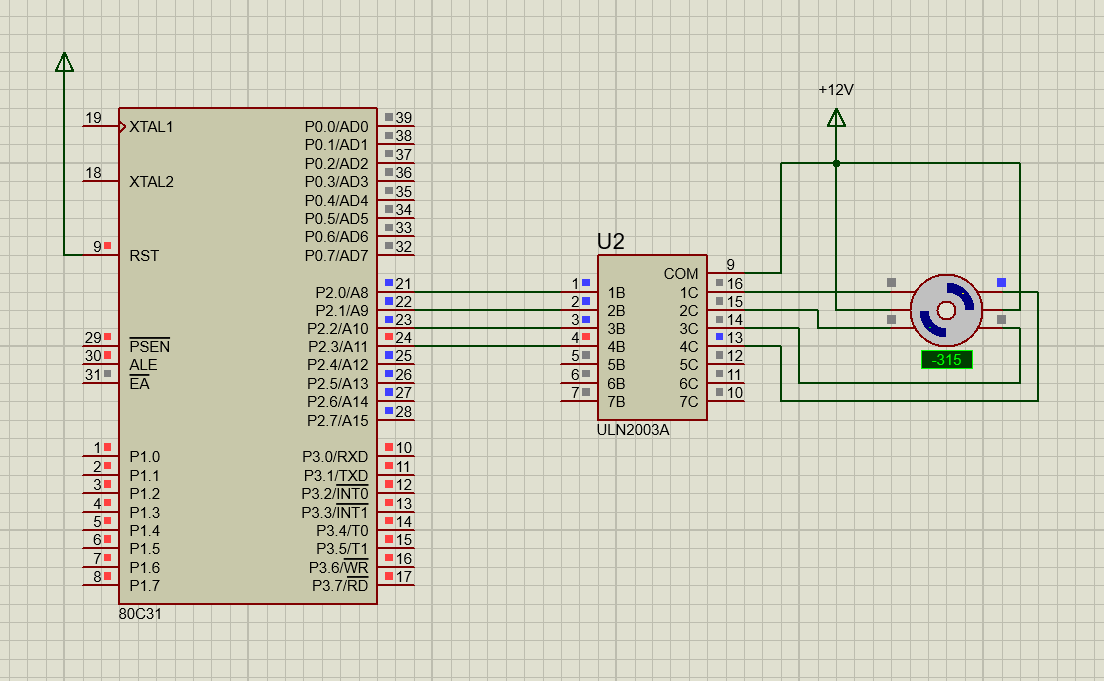 +12V
19 XTAL1 P0.0/AD0 39
P0.1/AD1 38
P0.2/AD2 37
18 XTAL2 P0.3/AD3 36
P0.4/AD4 35
P0.5/AD5 34
P0.6/AD6 33
9 RST P0.7/AD7 32
P2.0/A8 21
P2.1/A9 22
P2.2/A10 23
29 PSEN P2.3/A11 24
30 ALE P2.4/A12 25
31 EA P2.5/A13 26
P2.6/A14 27
P2.7/A15 28
1 P1.0 P3.0/RXD 10
2 P1.1 P3.1/TXD 11
3 P1.2 P3.2/INT0 12
4 P1.3 P3.3/INT1 13
5 P1.4 P3.4/T0 14
6 P1.5 P3.5/T1 15
7 P1.6 P3.6/WR 16
8 P1.7 P3.7/RD 17
80C31
U2
COM 9
1 1B 1C 16
2 2B 2C 15
3 3B 3C 14
4 4B 4C 13
5 5B 5C 12
6 6B 6C 11
7 7B 7C 10
ULN2003A
-315